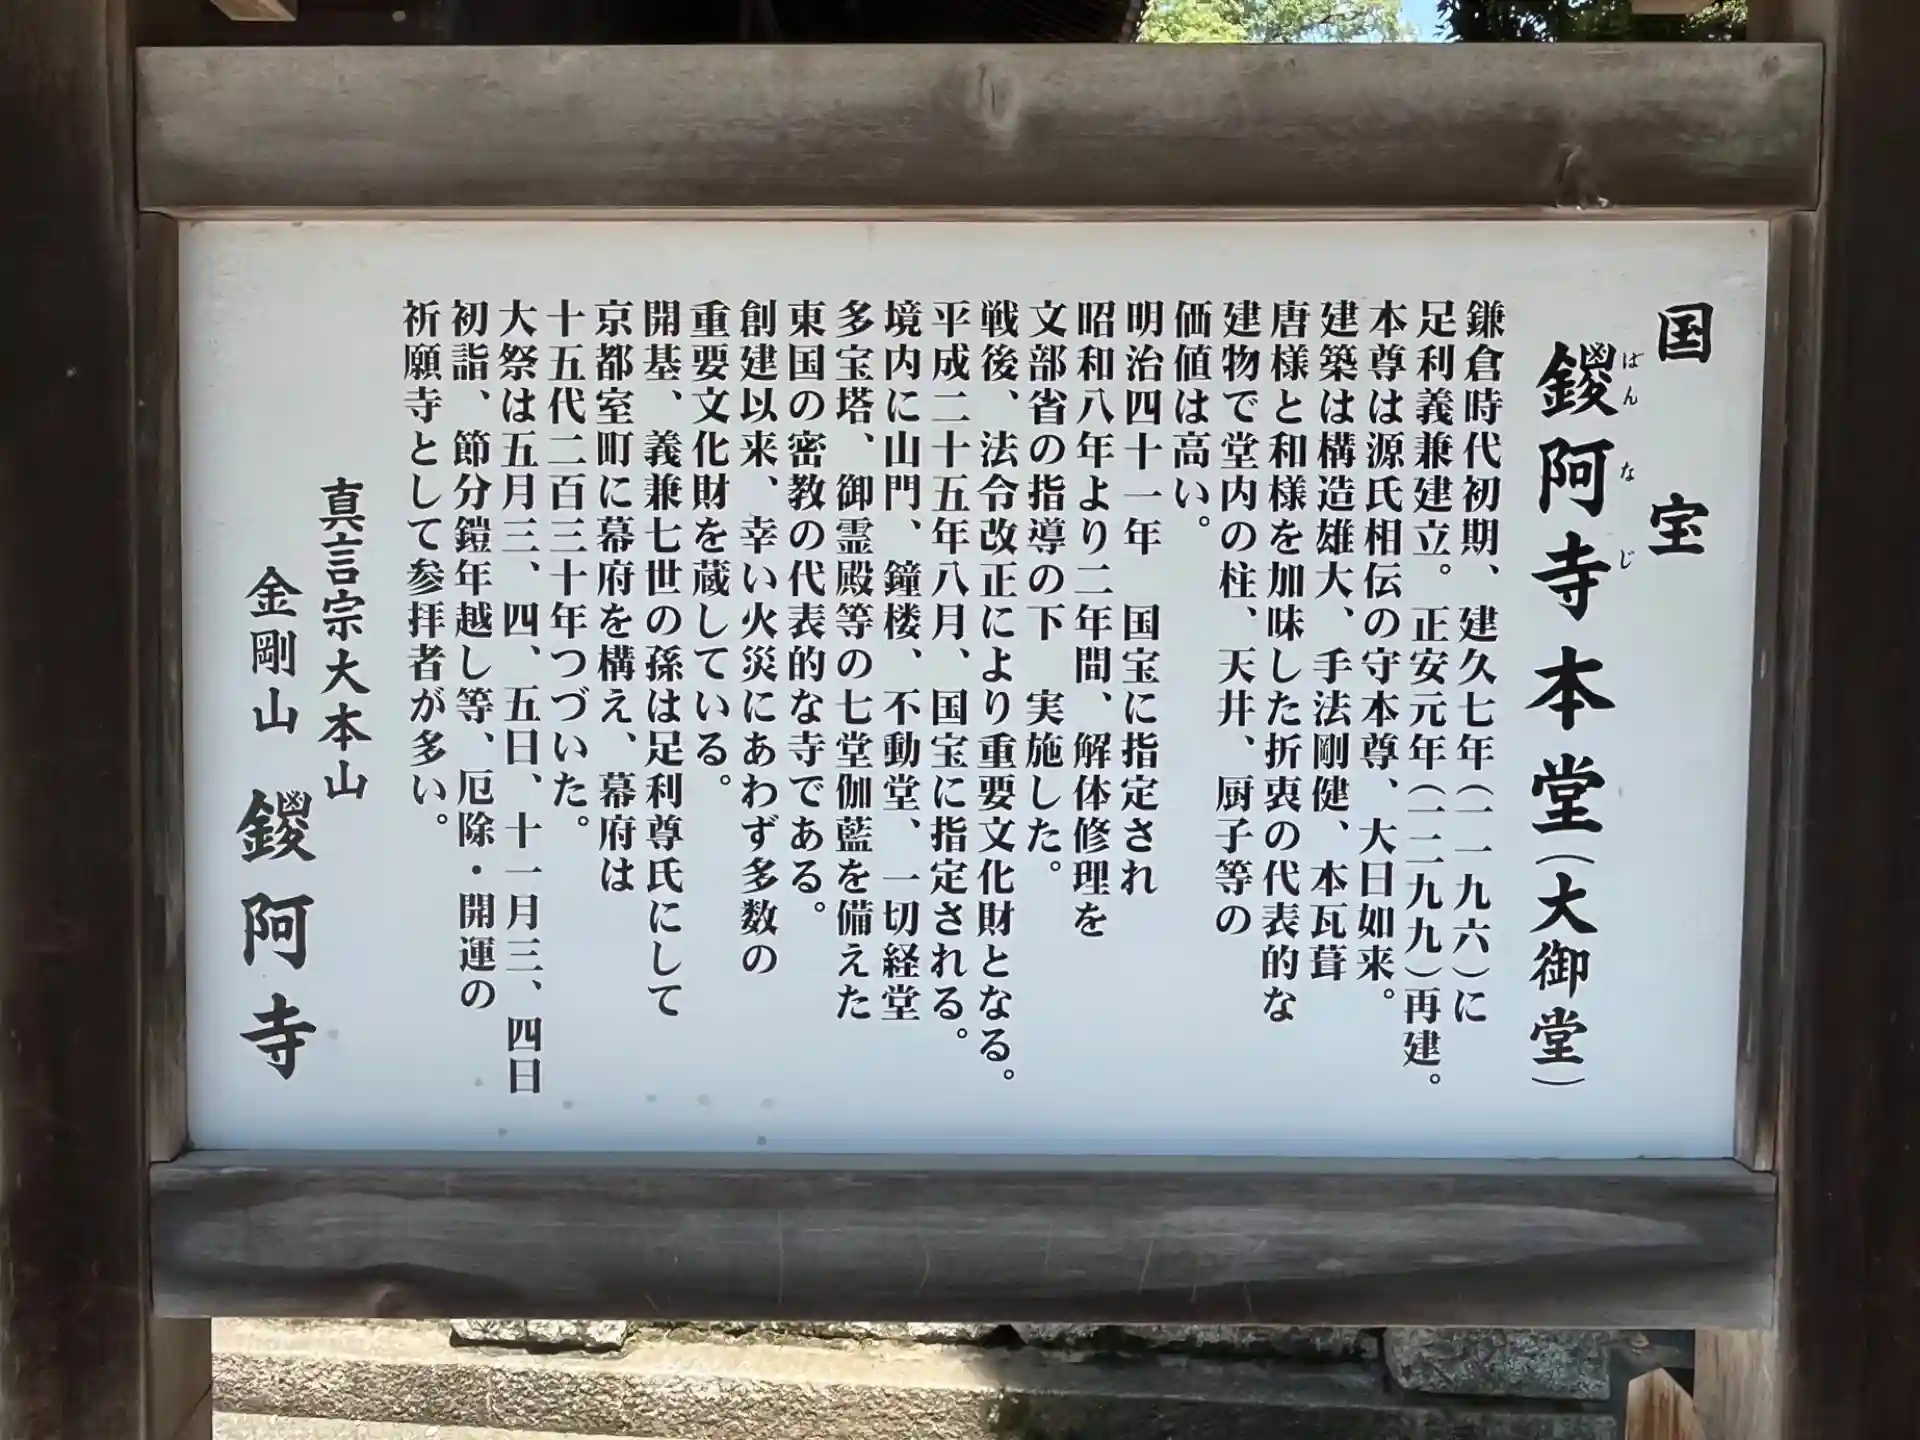 国宝
鑁阿寺本堂（大御堂）
ばんなじ
鎌倉時代初期、建久七年（一一九六）に
足利義兼建立。正安元年（一二九九）再建。
本尊は源氏相伝の守本尊、大日如来。
建築は構造雄大、手法剛健、本瓦葺
唐様と和様を加味した折衷の代表的な
建物で堂内の柱、天井、厨子等の
価値は高い。
明治四十一年　国宝に指定され
昭和八年より二年間、解体修理を
文部省の指導の下　実施した。
戦後、法令改正により重要文化財となる。
平成二十五年八月、国宝に指定される。
境内に山門、鐘楼、不動堂、一切経堂
多宝塔、御霊殿等の七堂伽藍を備えた
東国の密教の代表的な寺である。
創建以来、幸い火災にあわず多数の
重要文化財を蔵している。
開基、義兼七世の孫は足利尊氏にして
京都室町に幕府を構え、幕府は
十五代二百三十年つづいた。
大祭は五月三、四、五日、十一月三、四日
初詣、節分鎧年越し等、厄除・開運の
祈願寺として参拝者が多い。
真言宗大本山
金剛山　鑁阿寺